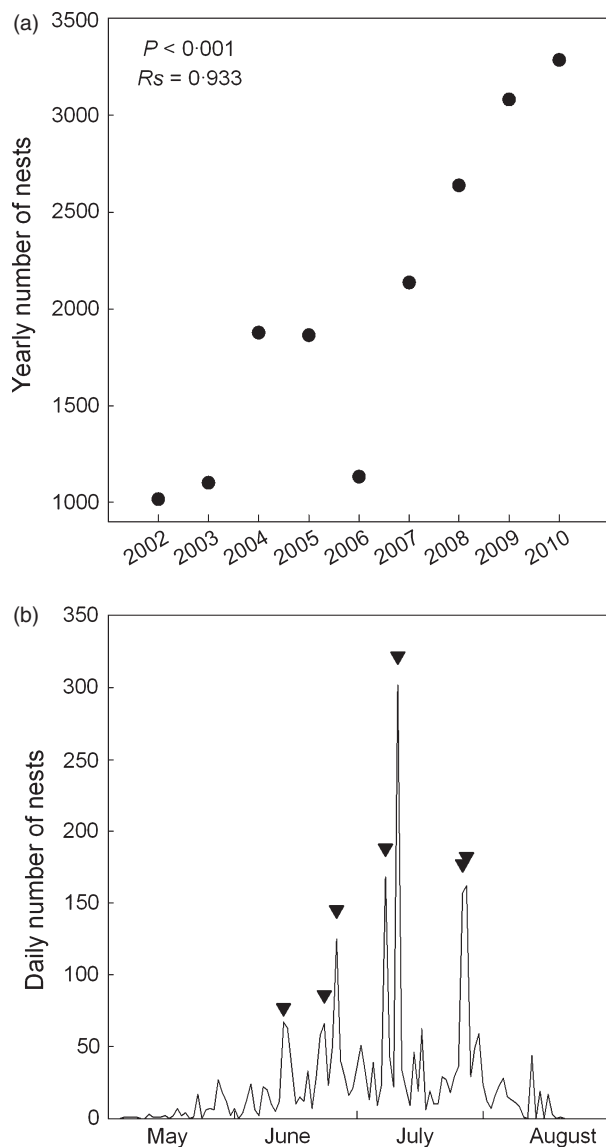 (a)
3500
P < 0·001
Rs = 0·933
3000
2500
2000
1500
1000
Yearly number of nests
2002 2003 2004 2005 2006 2007 2008 2009 2010
(b)
350
300
250
200
150
100
50
0
Daily number of nests
May June July August